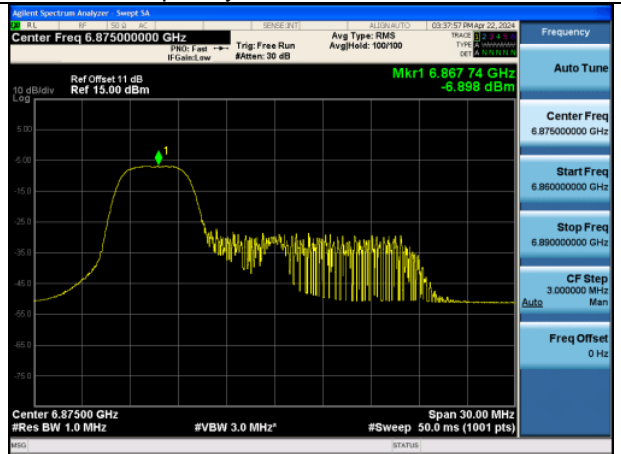 Agilent Spectrum Analyzer - Swept SA
RL RF 50 Ω AC SENSE:INT ALIGN AUTO 03:37:57 PM Apr 22, 2024
Center Freq 6.875000000 GHz
PNO: Fast Trig: Free Run
IFGain:Low #Atten: 30 dB
Avg Type: RMS
Avg|Hold: 100/100
TRACE 1 2 3 4 5 6
TYPE A
DET A N N N N N
Frequency
Auto Tune
Center Freq
6.875000000 GHz
Start Freq
6.860000000 GHz
Stop Freq
6.890000000 GHz
CF Step
3.000000 MHz
Auto Man
Freq Offset
0 Hz
Mkr1 6.867 74 GHz
-6.898 dBm
Ref Offset 11 dB
10 dB/div Ref 15.00 dBm
Log
1
5.00
-5.00
-15.0
-25.0
-35.0
-45.0
-55.0
-65.0
-75.0
Center 6.87500 GHz Span 30.00 MHz
#Res BW 1.0 MHz #VBW 3.0 MHz* #Sweep 50.0 ms (1001 pts)
MSG STATUS